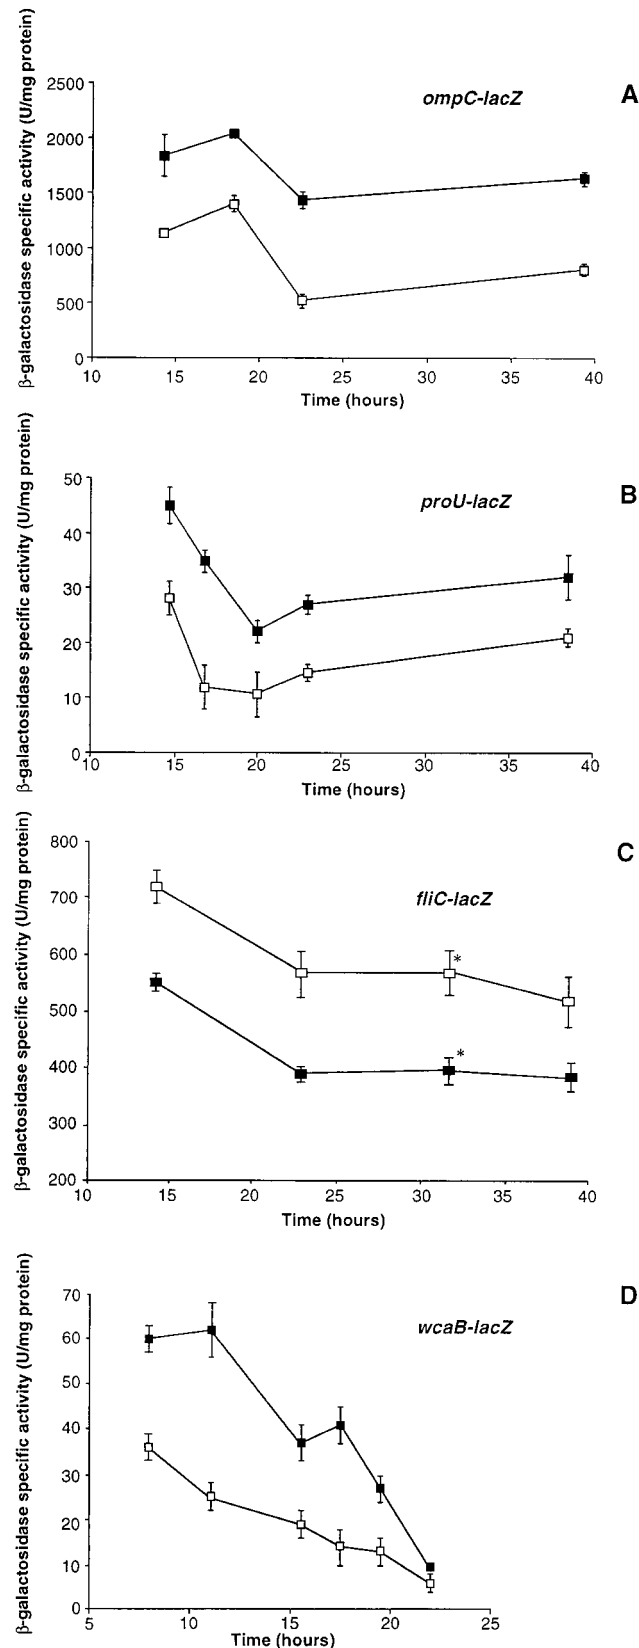 A
ompC-lacZ
β-galactosidase specific activity (U/mg protein)
2500
2000
1500
1000
500
0
10 15 20 25 30 35 40
Time (hours)
B
proU-lacZ
β-galactosidase specific activity (U/mg protein)
50
40
30
20
10
0
10 15 20 25 30 35 40
Time (hours)
C
fliC-lacZ
β-galactosidase specific activity (U/mg protein)
800
700
600
500
400
300
200
*
*
10 15 20 25 30 35 40
Time (hours)
D
wcaB-lacZ
β-galactosidase specific activity (U/mg protein)
70
60
50
40
30
20
10
0
5 10 15 20 25
Time (hours)